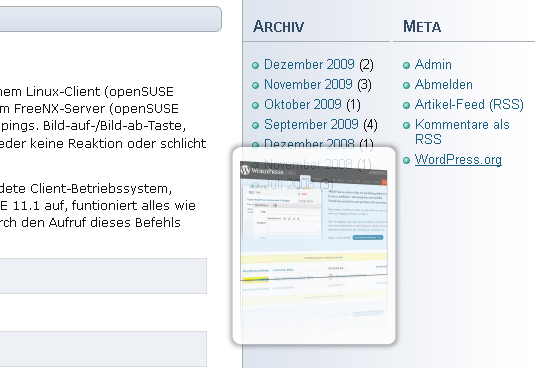 nem Linux-Client (openSUSE
m FreeNX-Server (openSUSE
pings. Bild-auf-/Bild-ab-Taste,
eder keine Reaktion oder schlicht
dete Client-Betriebssystem,
E 11.1 auf, funtioniert alles wie
rch den Aufruf dieses Befehls
Archiv
Dezember 2009 (2)
November 2009 (3)
Oktober 2009 (1)
September 2009 (4)
Dezember 2008 (1)
November 2008 (1)
Juli 2008 (3)
Meta
Admin
Abmelden
Artikel-Feed (RSS)
Kommentare als
RSS
WordPress.org
WordPress